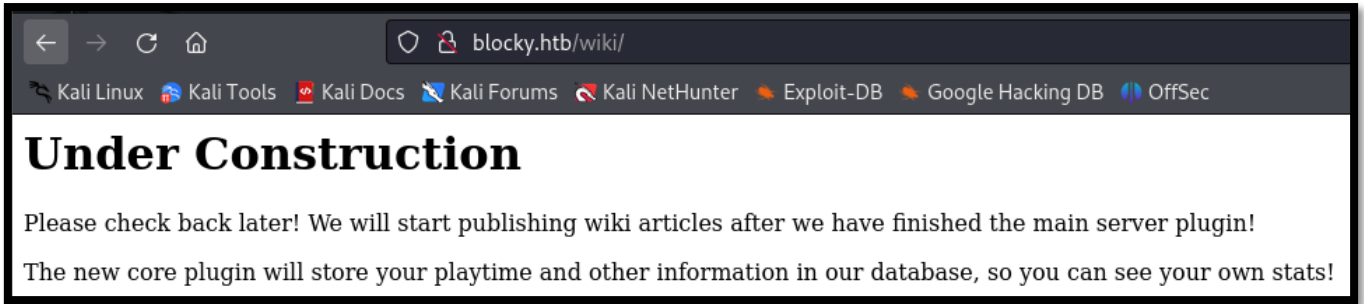 blocky.htb/wiki/
Kali Linux Kali Tools Kali Docs Kali Forums Kali NetHunter Exploit-DB Google Hacking DB OffSec
Under Construction
Please check back later! We will start publishing wiki articles after we have finished the main server plugin!
The new core plugin will store your playtime and other information in our database, so you can see your own stats!